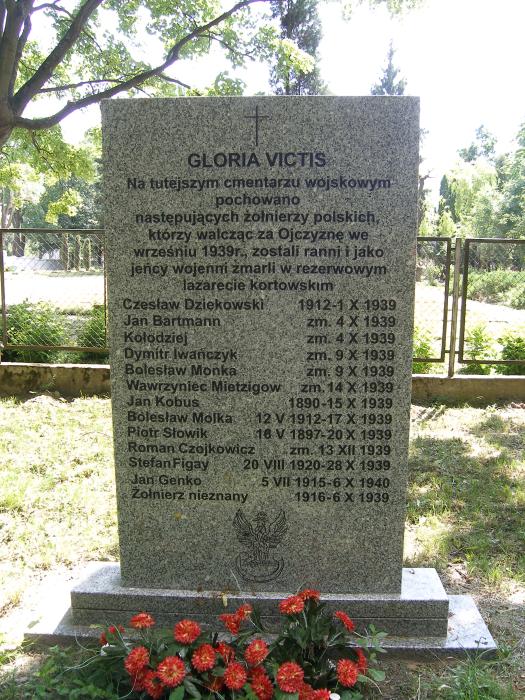 GLORIA VICTIS
Na tutejszym cmentarzu wojskowym
pochowano
następujących żołnierzy polskich,
którzy walcząc za Ojczyznę we
wrześniu 1939r., zostali ranni i jako
jeńcy wojenni zmarli w rezerwowym
lazarecie kortowskim
Czesław Dziękowski 1912-1 X 1939
Jan Bartmann zm. 4 X 1939
Kołodziej zm. 4 X 1939
Dymitr Iwańczyk zm. 9 X 1939
Bolesław Mońka zm. 9 X 1939
Wawrzyniec Mietzigow zm. 14 X 1939
Jan Kobus 1890-15 X 1939
Bolesław Molka 12 V 1912-17 X 1939
Piotr Słowik 16 V 1897-20 X 1939
Roman Czojkowicz zm. 13 XII 1939
Stefan Figay 20 VIII 1920-28 X 1939
Jan Genko 5 VII 1915-6 X 1940
Żołnierz nieznany 1916-6 X 1939